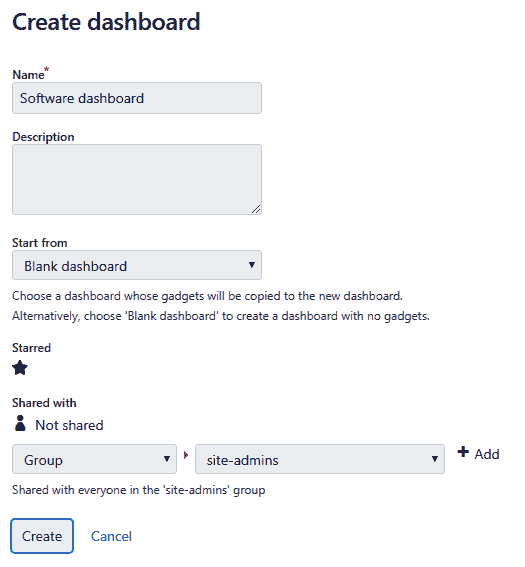 Create dashboard
Name*
Software dashboard
Description
Start from
Blank dashboard
Choose a dashboard whose gadgets will be copied to the new dashboard.
Alternatively, choose 'Blank dashboard' to create a dashboard with no gadgets.
Starred
Shared with
Not shared
Group site-admins + Add
Shared with everyone in the 'site-admins' group
Create Cancel